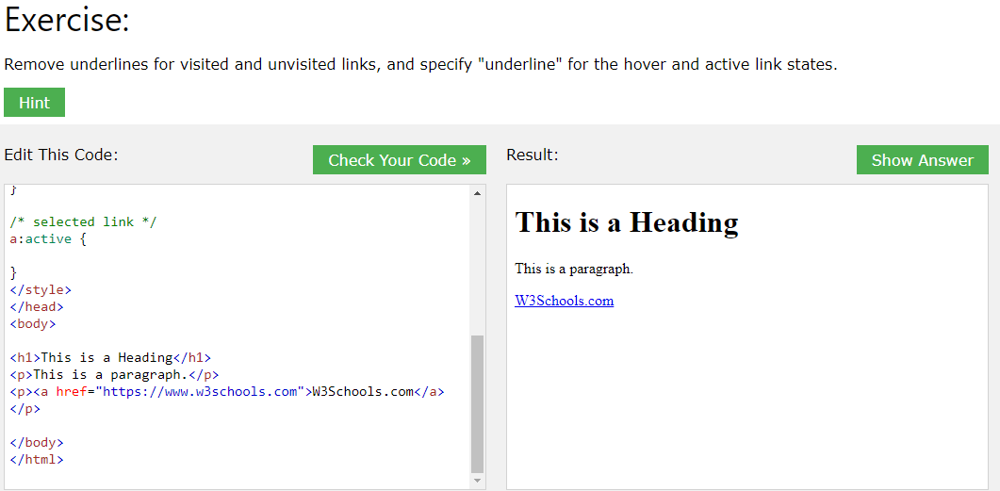 Exercise:
Remove underlines for visited and unvisited links, and specify "underline" for the hover and active link states.
Hint
Edit This Code:
Check Your Code »
}
/* selected link */
a:active {
}
</style>
</head>
<body>
<h1>This is a Heading</h1>
<p>This is a paragraph.</p>
<p><a href="https://www.w3schools.com">W3Schools.com</a>
</p>
</body>
</html>
Result:
Show Answer
This is a Heading
This is a paragraph.
W3Schools.com